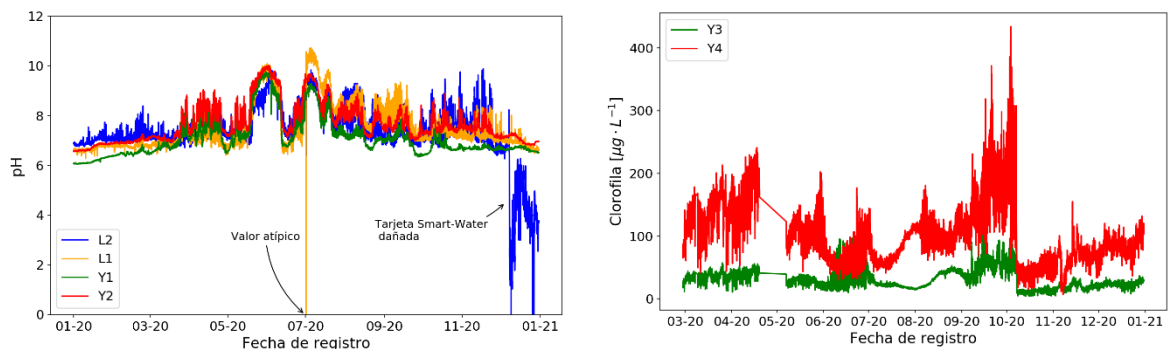 pH
12
10
8
6
4
2
0
Valor atípico
Tarjeta Smart-Water
dañada
L2
L1
Y1
Y2
01-20 03-20 05-20 07-20 09-20 11-20 01-21
Fecha de registro
Clorofila [μg · L⁻¹]
400
300
200
100
0
Y3
Y4
03-20 04-20 05-20 06-20 07-20 08-20 09-20 10-20 11-20 12-20 01-21
Fecha de registro